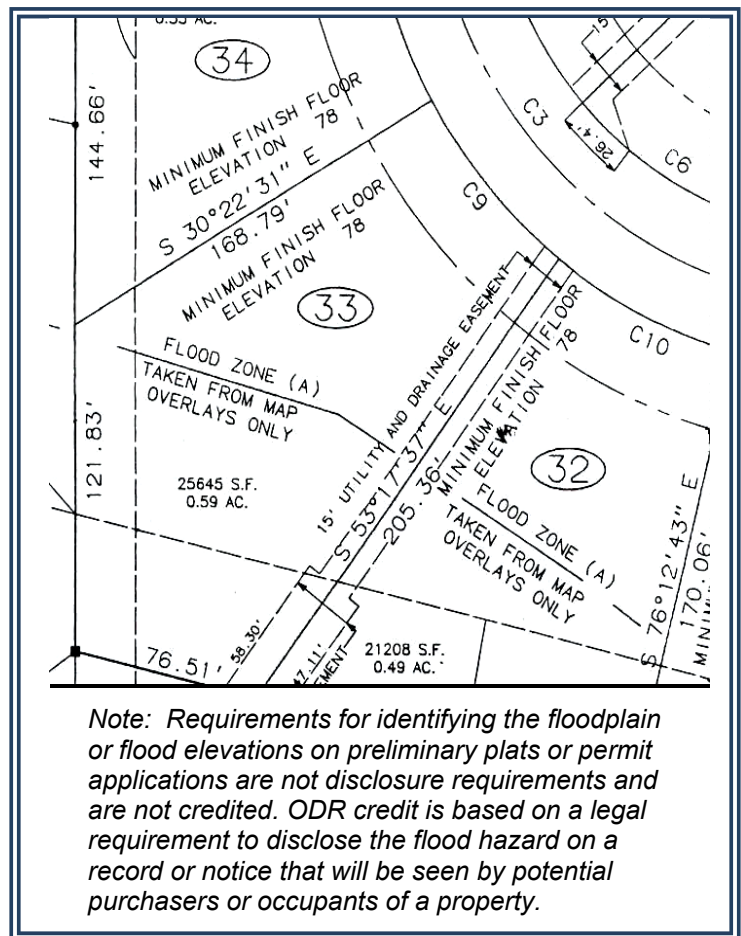 0.55 AC.
34
144.66'
MINIMUM FINISH FLOOR
ELEVATION 78
S 30°22'31" E
168.79'
MINIMUM FINISH FLOOR
ELEVATION 78
33
C3
26.4'
C6
C9
15'
C10
FLOOD ZONE (A)
TAKEN FROM MAP
OVERLAYS ONLY
121.83'
25645 S.F.
0.59 AC.
15' UTILITY AND DRAINAGE EASEMENT
S 53°17'37" E
205.36'
MINIMUM FINISH FLOOR
ELEVATION 78
32
FLOOD ZONE (A)
TAKEN FROM MAP
OVERLAYS ONLY
S 76°12'43" E
170.06'
MINIM
76.51'
58.30'
47.11'
EMENT
21208 S.F.
0.49 AC.
Note: Requirements for identifying the floodplain
or flood elevations on preliminary plats or permit
applications are not disclosure requirements and
are not credited. ODR credit is based on a legal
requirement to disclose the flood hazard on a
record or notice that will be seen by potential
purchasers or occupants of a property.